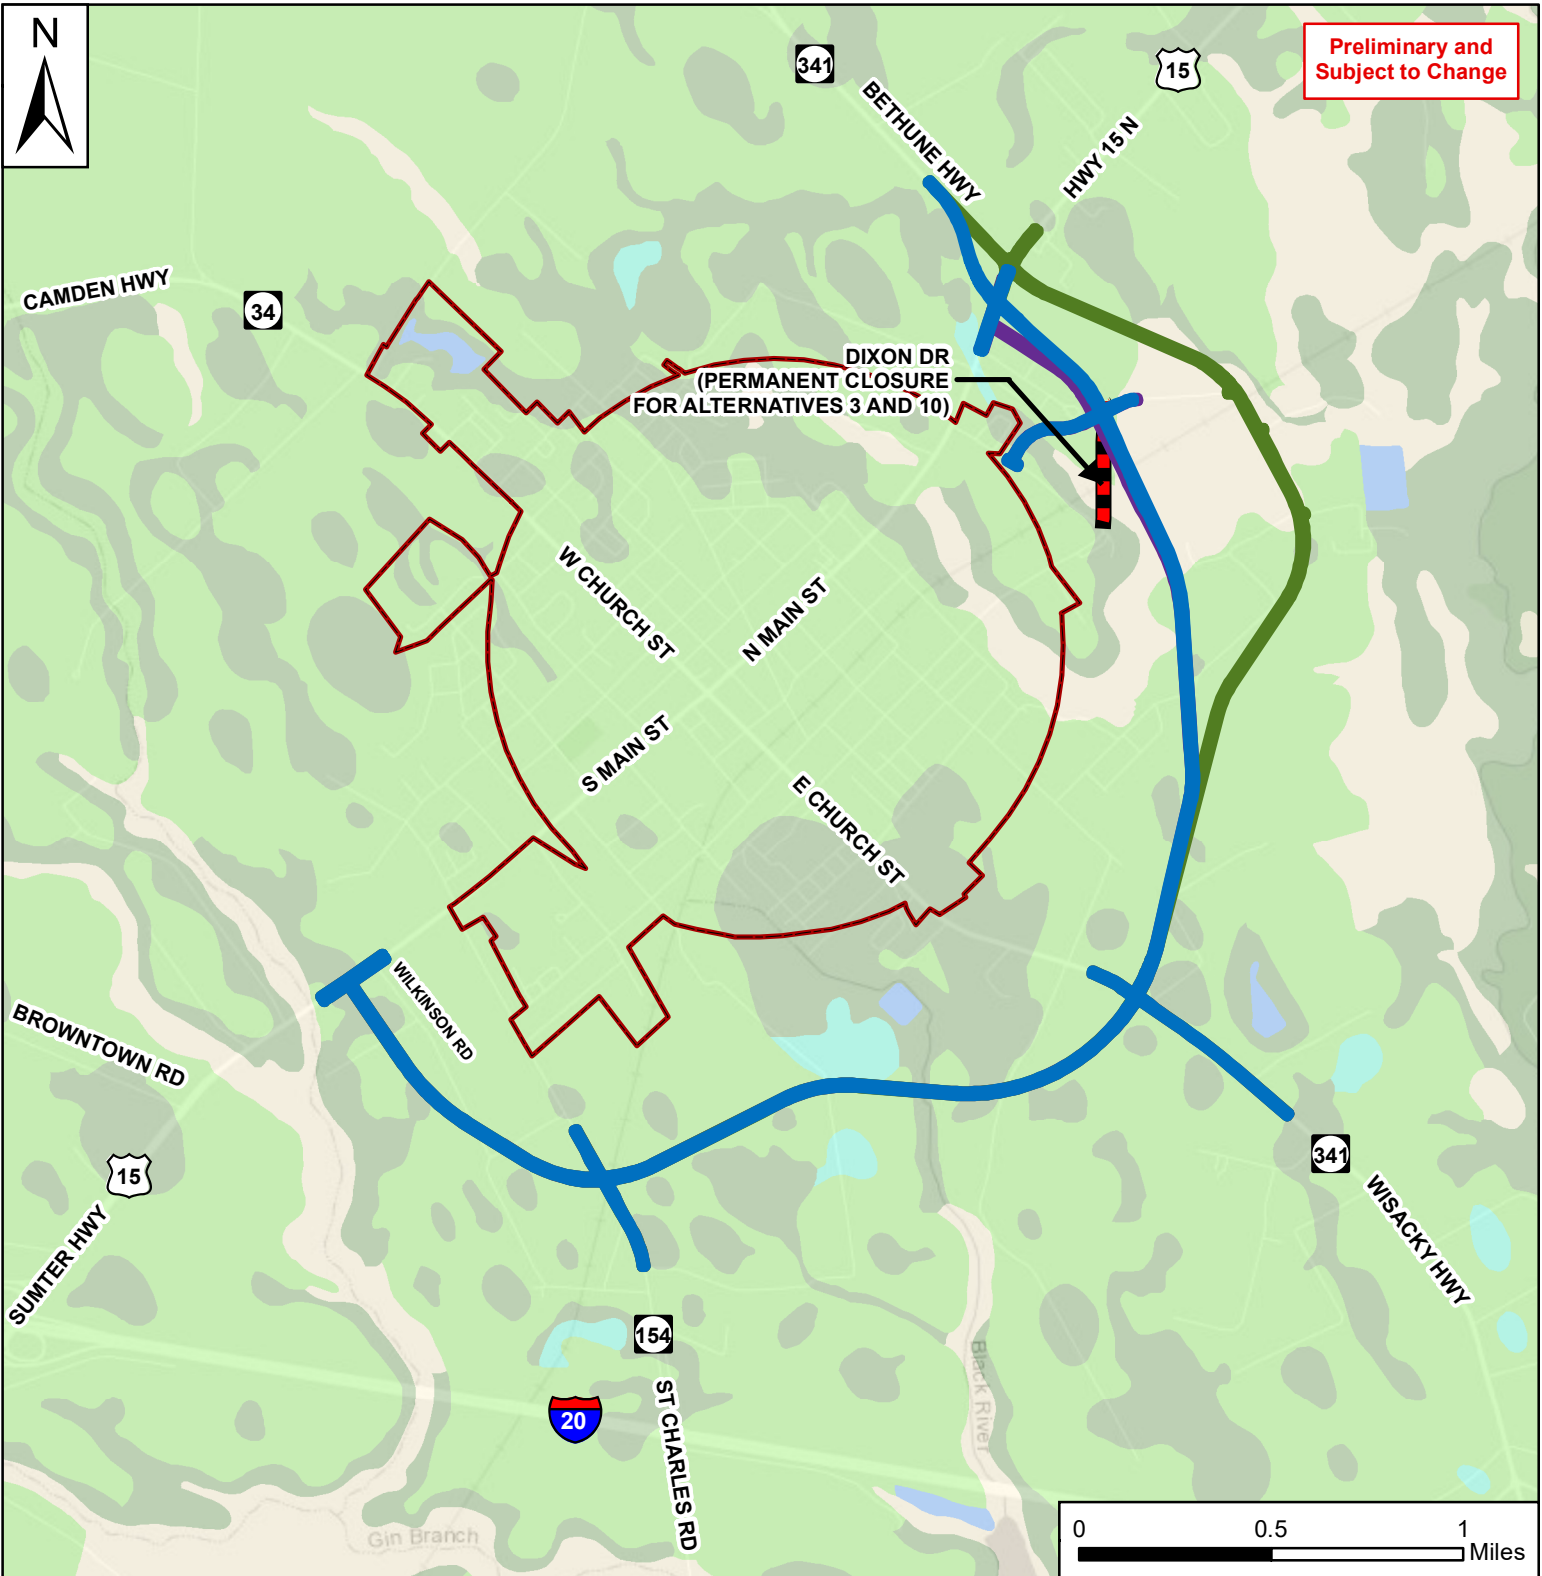 N
341
15
Preliminary and
Subject to Change
BETHUNE HWY
HWY 15 N
CAMDEN HWY
34
DIXON DR
(PERMANENT CLOSURE
FOR ALTERNATIVES 3 AND 10)
W CHURCH ST
N MAIN ST
S MAIN ST
E CHURCH ST
WILKINSON RD
BROWNTOWN RD
15
SUMTER HWY
341
WISACKY HWY
154
20
ST CHARLES RD
Black River
Gin Branch
0 0.5 1
Miles